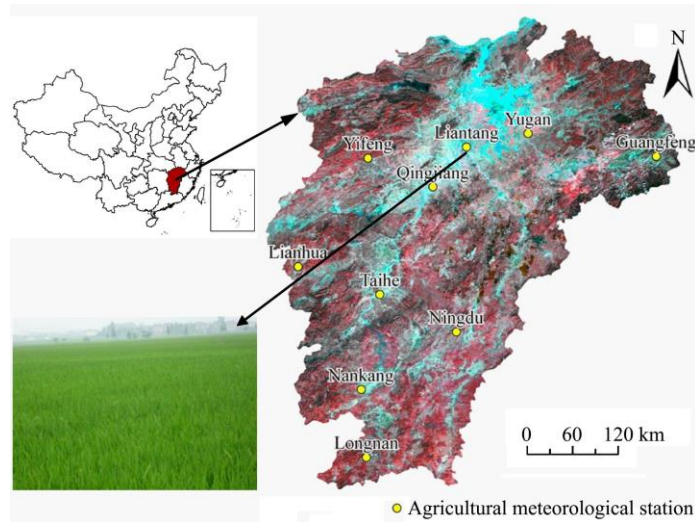 N
Yugan
Liantang
Guangfeng
Yifeng
Qingjiang
Lianhua
Taihe
Ningdu
Nankang
Longnan
0 60 120 km
Agricultural meteorological station